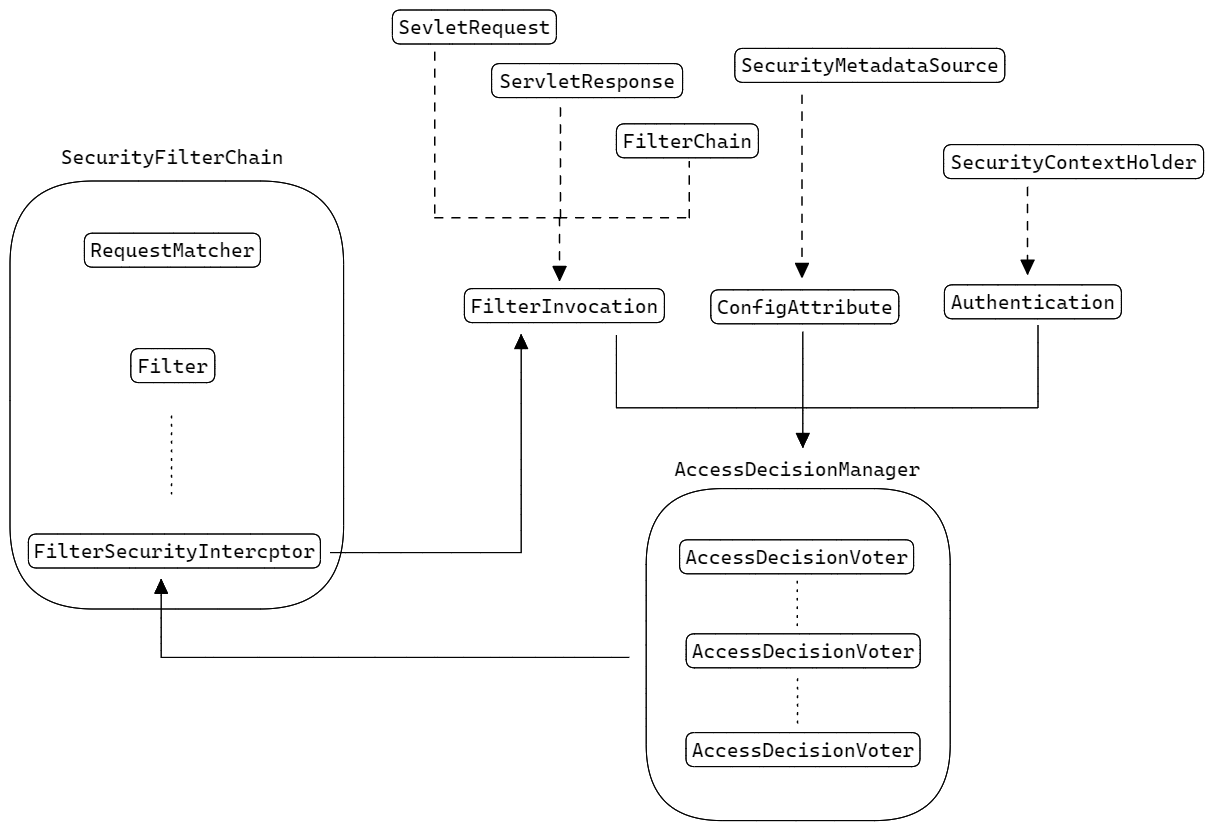 SevletRequest
ServletResponse
SecurityMetadataSource
FilterChain
SecurityContextHolder
SecurityFilterChain
RequestMatcher
Filter
FilterSecurityIntercptor
FilterInvocation
ConfigAttribute
Authentication
AccessDecisionManager
AccessDecisionVoter
AccessDecisionVoter
AccessDecisionVoter